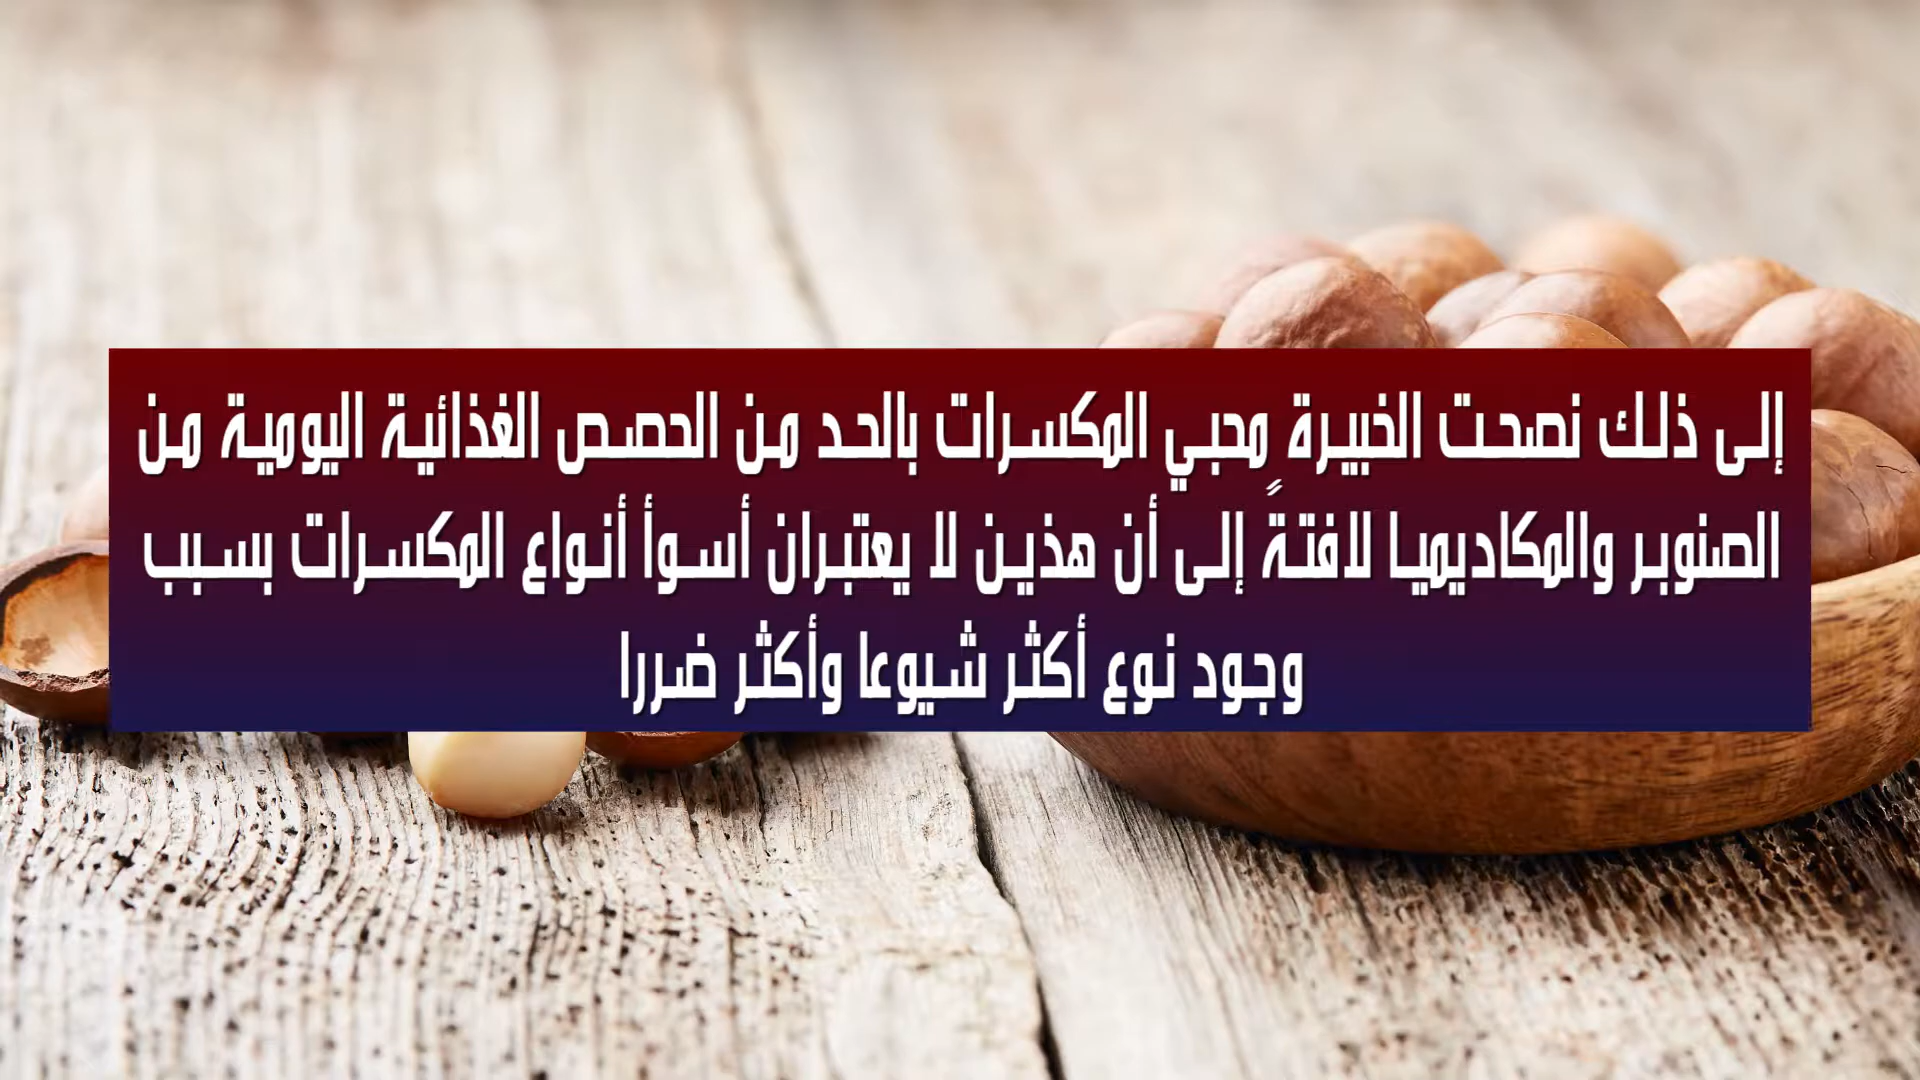 إلى ذلك نصحت الخبيرة محبي المكسرات بالحد من الحصص الغذائية اليومية من
الصنوبر والمكاديميا لافتةً إلى أن هذين لا يعتبران أسوأ أنواع المكسرات بسبب
وجود نوع أكثر شيوعا وأكثر ضررا